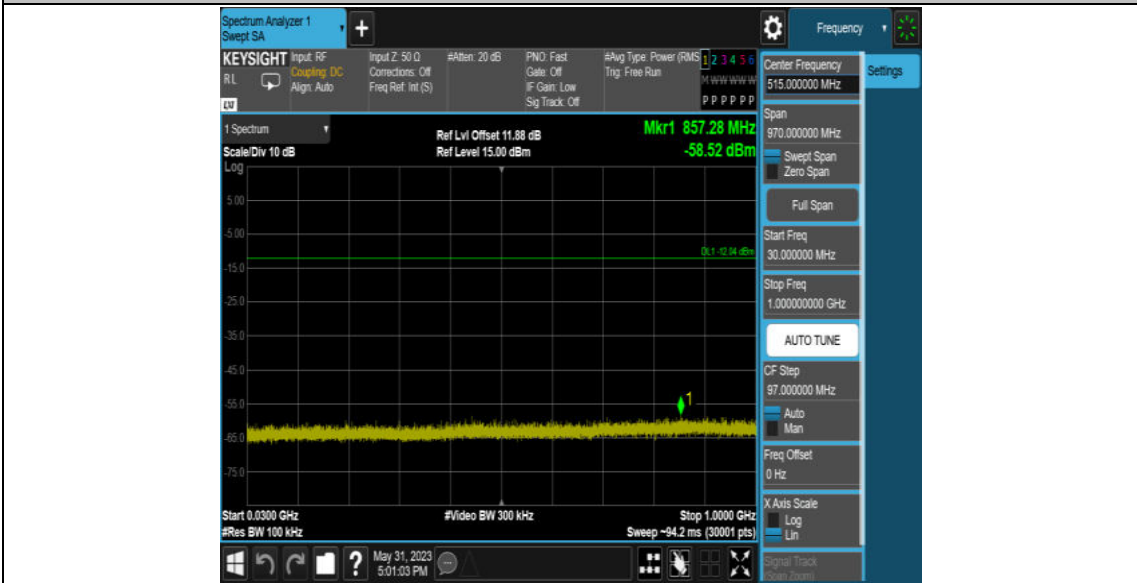 Spectrum Analyzer 1
Swept SA
+
Frequency
KEYSIGHT
RL
LXI
Input: RF
Coupling: DC
Align: Auto
Input Z: 50 Ω
Corrections: Off
Freq Ref: Int (S)
#Atten: 20 dB
PNO: Fast
Gate: Off
IF Gain: Low
Sig Track: Off
#Avg Type: Power (RMS
Trig: Free Run
1 2 3 4 5 6
M W W W W W
P P P P P P
Center Frequency
515.000000 MHz
Settings
Span
970.000000 MHz
Swept Span
Zero Span
Full Span
Start Freq
30.000000 MHz
Stop Freq
1.000000000 GHz
AUTO TUNE
CF Step
97.000000 MHz
Auto
Man
Freq Offset
0 Hz
X Axis Scale
Log
Lin
Signal Track
(Span Zoom)
1 Spectrum
Scale/Div 10 dB
Log
Ref Lvl Offset 11.88 dB
Ref Level 15.00 dBm
Mkr1 857.28 MHz
-58.52 dBm
5.00
-5.00
DL1 -12.04 dBm
-15.0
-25.0
-35.0
-45.0
1
-55.0
-65.0
-75.0
Start 0.0300 GHz
#Res BW 100 kHz
#Video BW 300 kHz
Stop 1.0000 GHz
Sweep ~94.2 ms (30001 pts)
?
May 31, 2023
5:01:03 PM